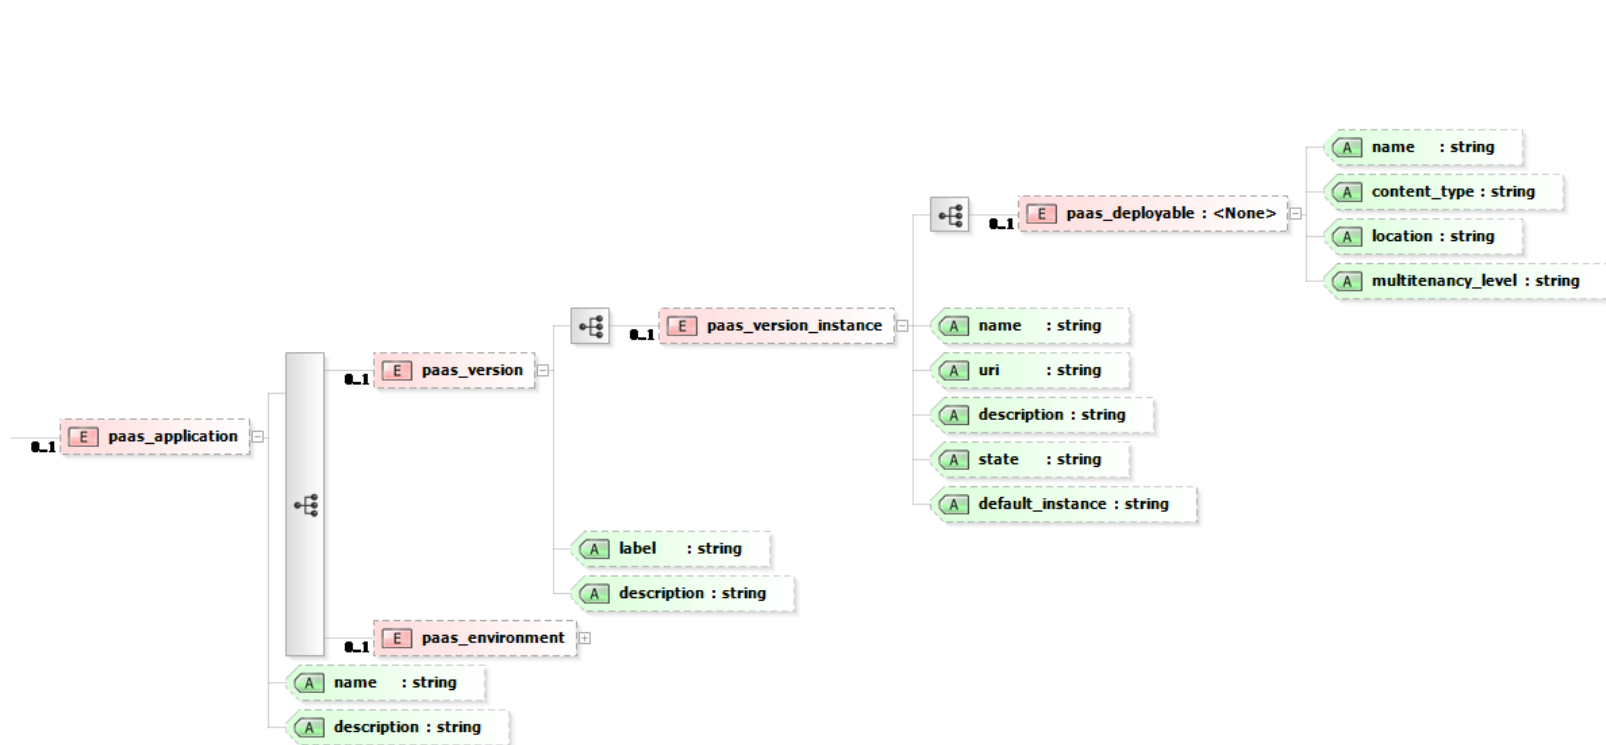 A name : string
A content_type : string
E paas_deployable : <None>
0..1
A location : string
A multitenancy_level : string
E paas_version_instance
0..1
A name : string
A uri : string
E paas_version
0..1
A description : string
E paas_application
0..1
A state : string
A default_instance : string
A label : string
A description : string
E paas_environment
0..1
A name : string
A description : string